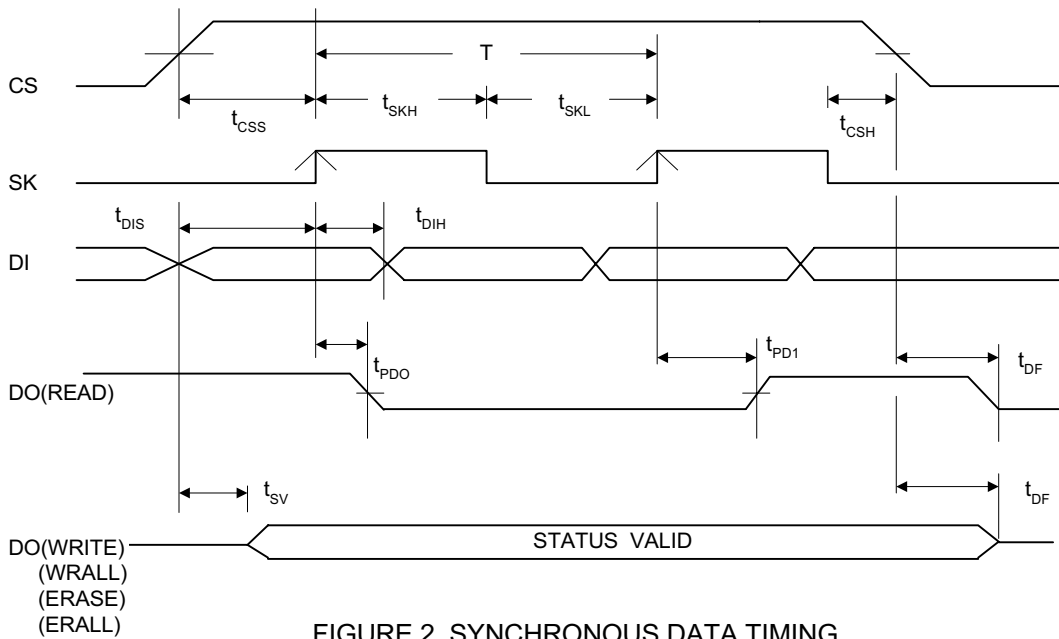 T
CS
tCSS
tSKH
tSKL
tCSH
SK
tDIS
tDIH
DI
tPDO
tPD1
tDF
DO(READ)
tSV
tDF
DO(WRITE)
STATUS VALID
(WRALL)
(ERASE)
(ERALL)
FIGURE 2. SYNCHRONOUS DATA TIMING